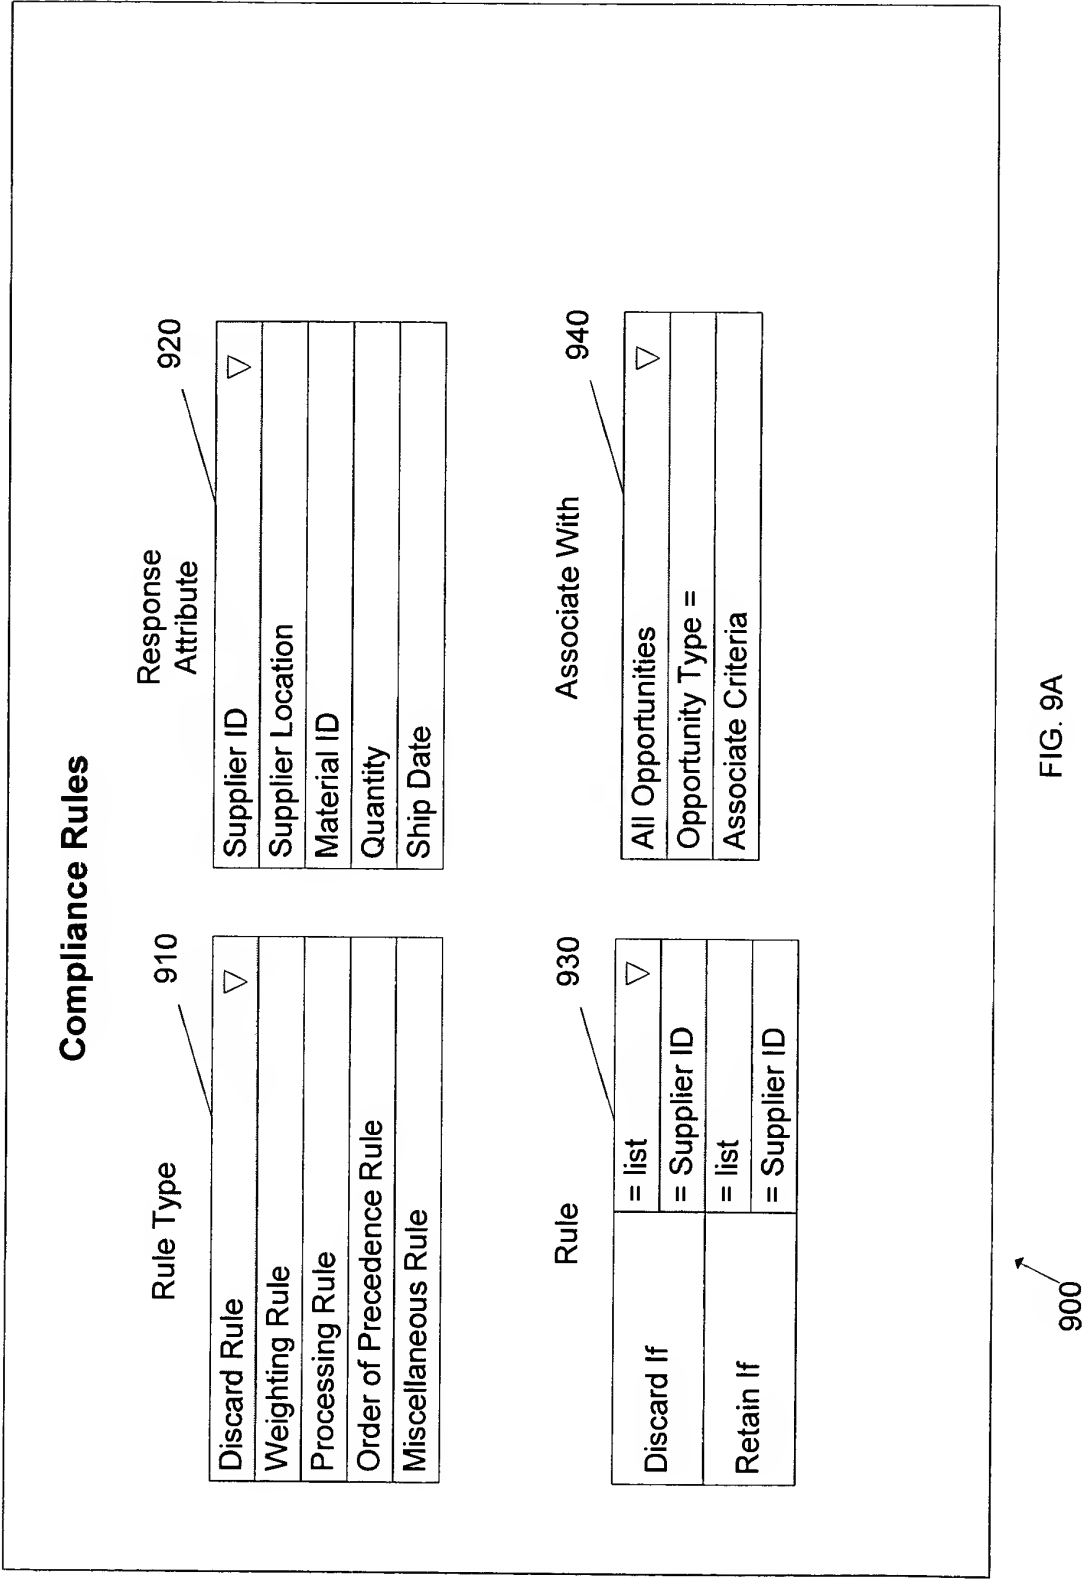 Compliance Rules
Rule Type
910
Discard Rule
Weighting Rule
Processing Rule
Order of Precedence Rule
Miscellaneous Rule
Response
Attribute
920
Supplier ID
Supplier Location
Material ID
Quantity
Ship Date
Rule
930
Discard If
= list
= Supplier ID
Retain If
= list
= Supplier ID
Associate With
940
All Opportunities
Opportunity Type =
Associate Criteria
900
FIG. 9A